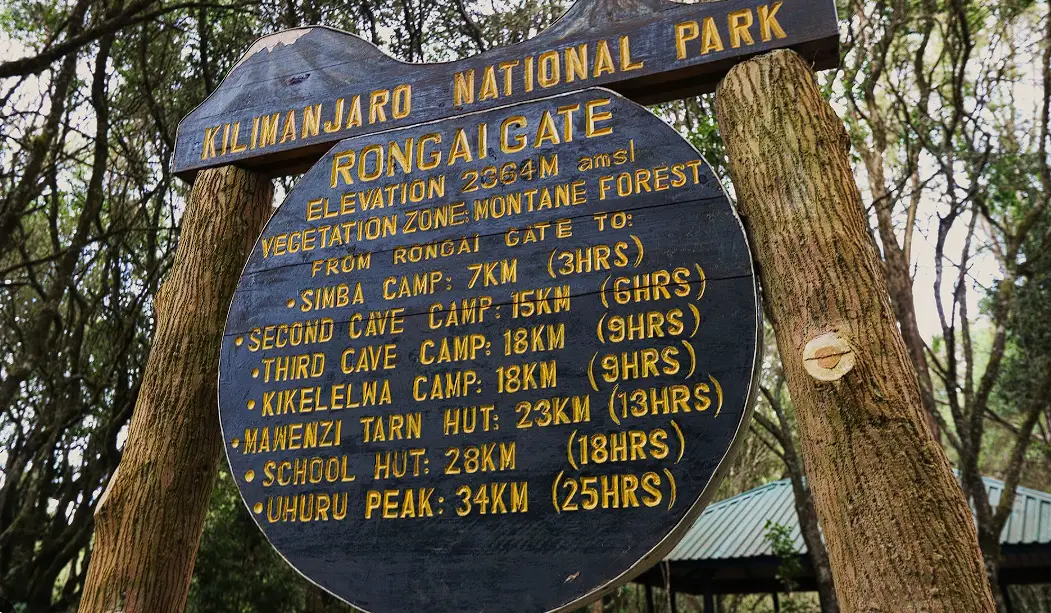 KILIMANJARO NATIONAL PARK
RONGAI GATE
ELEVATION 2364M amsl
VEGETATION ZONE: MONTANE FOREST
FROM RONGAI GATE TO:
• SIMBA CAMP: 7KM (3HRS)
• SECOND CAVE CAMP: 15KM (6HRS)
• THIRD CAVE CAMP: 18KM (9HRS)
• KIKELELWA CAMP: 18KM (9HRS)
• MAWENZI TARN HUT: 23KM (13HRS)
• SCHOOL HUT: 28KM (18HRS)
• UHURU PEAK: 34KM (25HRS)